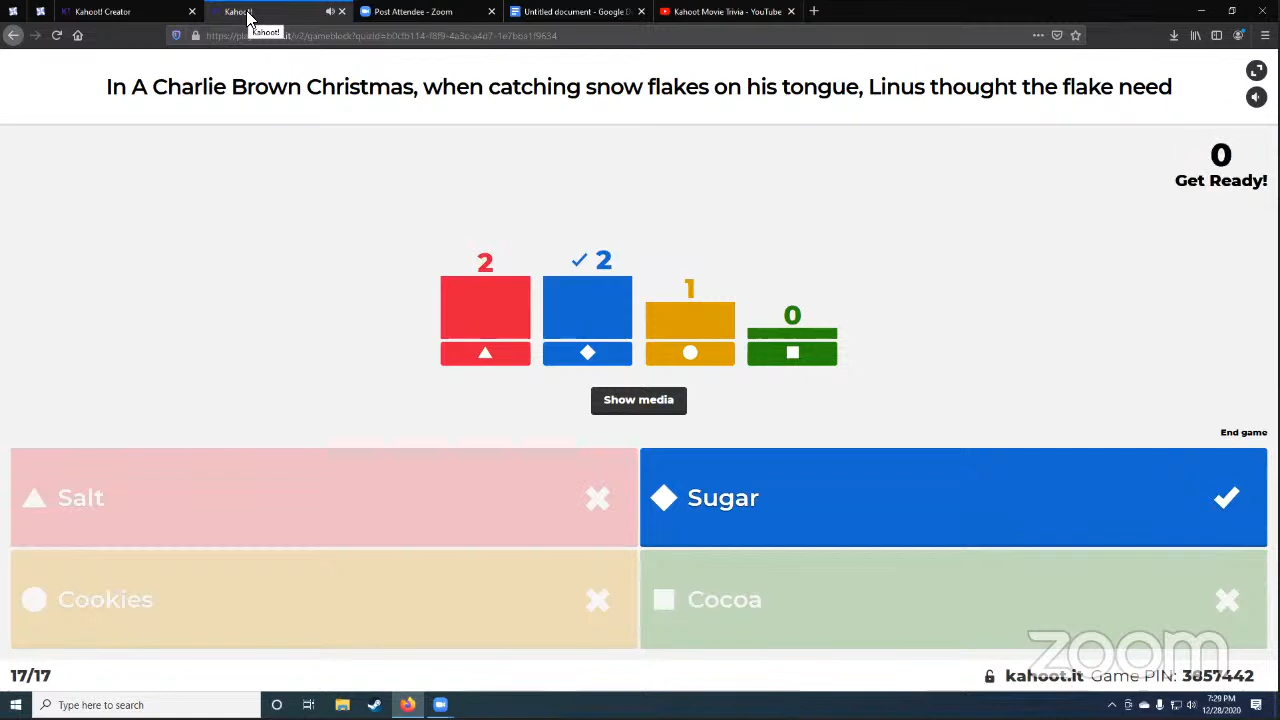 Kahoot Creator
Kahoot!
Post Attendee - Zoom
Untitled document - Google D
Kahoot Movie Trivia - YouTube
Kahoot!
In A Charlie Brown Christmas, when catching snow flakes on his tongue, Linus thought the flake need
0
Get Ready!
2
2
1
0
Show media
End game
Salt
Sugar
Cookies
Cocoa
zoom
17/17
kahoot.it Game PIN: 3857442
Type here to search
7:29 PM
12/28/2020